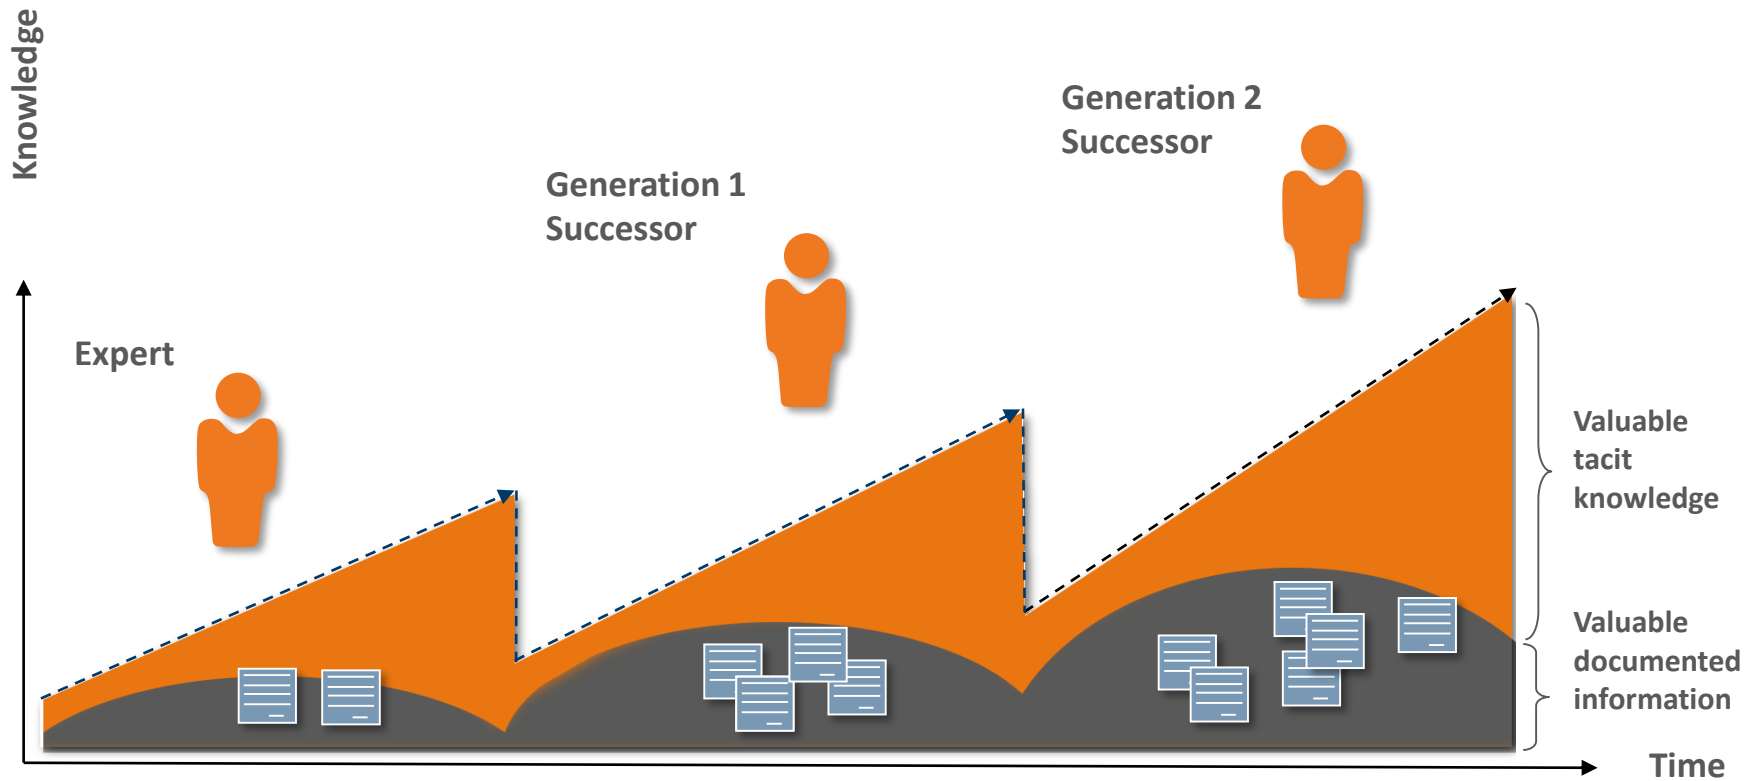 Knowledge
Generation 2
Successor
Generation 1
Successor
Expert
Valuable
tacit
knowledge
Valuable
documented
information
Time